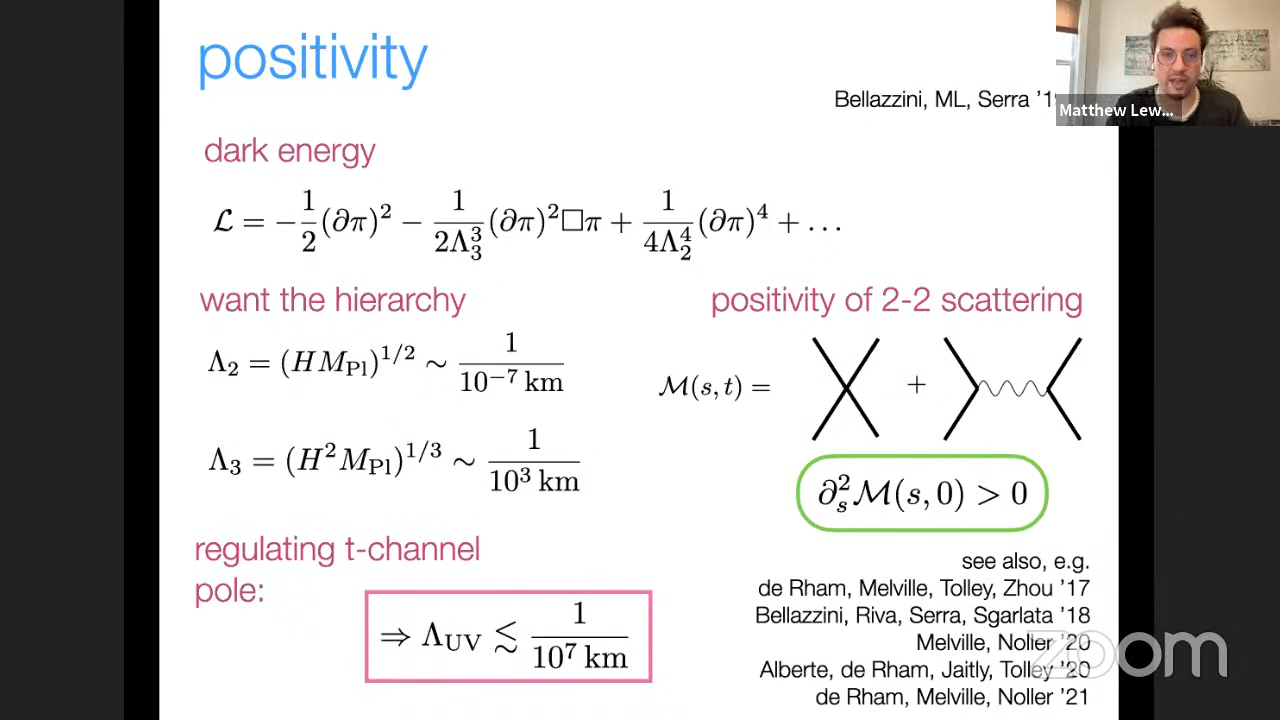 positivity
Bellazzini, ML, Serra '1
Matthew Lew...
dark energy
ℒ = −1/2 (∂π)² − 1/(2Λ₃³) (∂π)²□π + 1/(4Λ₂⁴) (∂π)⁴ + …
want the hierarchy
positivity of 2-2 scattering
Λ₂ = (HM_Pl)^{1/2} ∼ 1/(10⁻⁷ km)
ℳ(s, t) = +
Λ₃ = (H²M_Pl)^{1/3} ∼ 1/(10³ km)
∂ₛ²ℳ(s, 0) > 0
regulating t-channel
pole:
⇒ Λ_UV ≲ 1/(10⁷ km)
see also, e.g.
de Rham, Melville, Tolley, Zhou '17
Bellazzini, Riva, Serra, Sgarlata '18
Melville, Noller '20
Alberte, de Rham, Jaitly, Tolley '20
de Rham, Melville, Noller '21
zoom